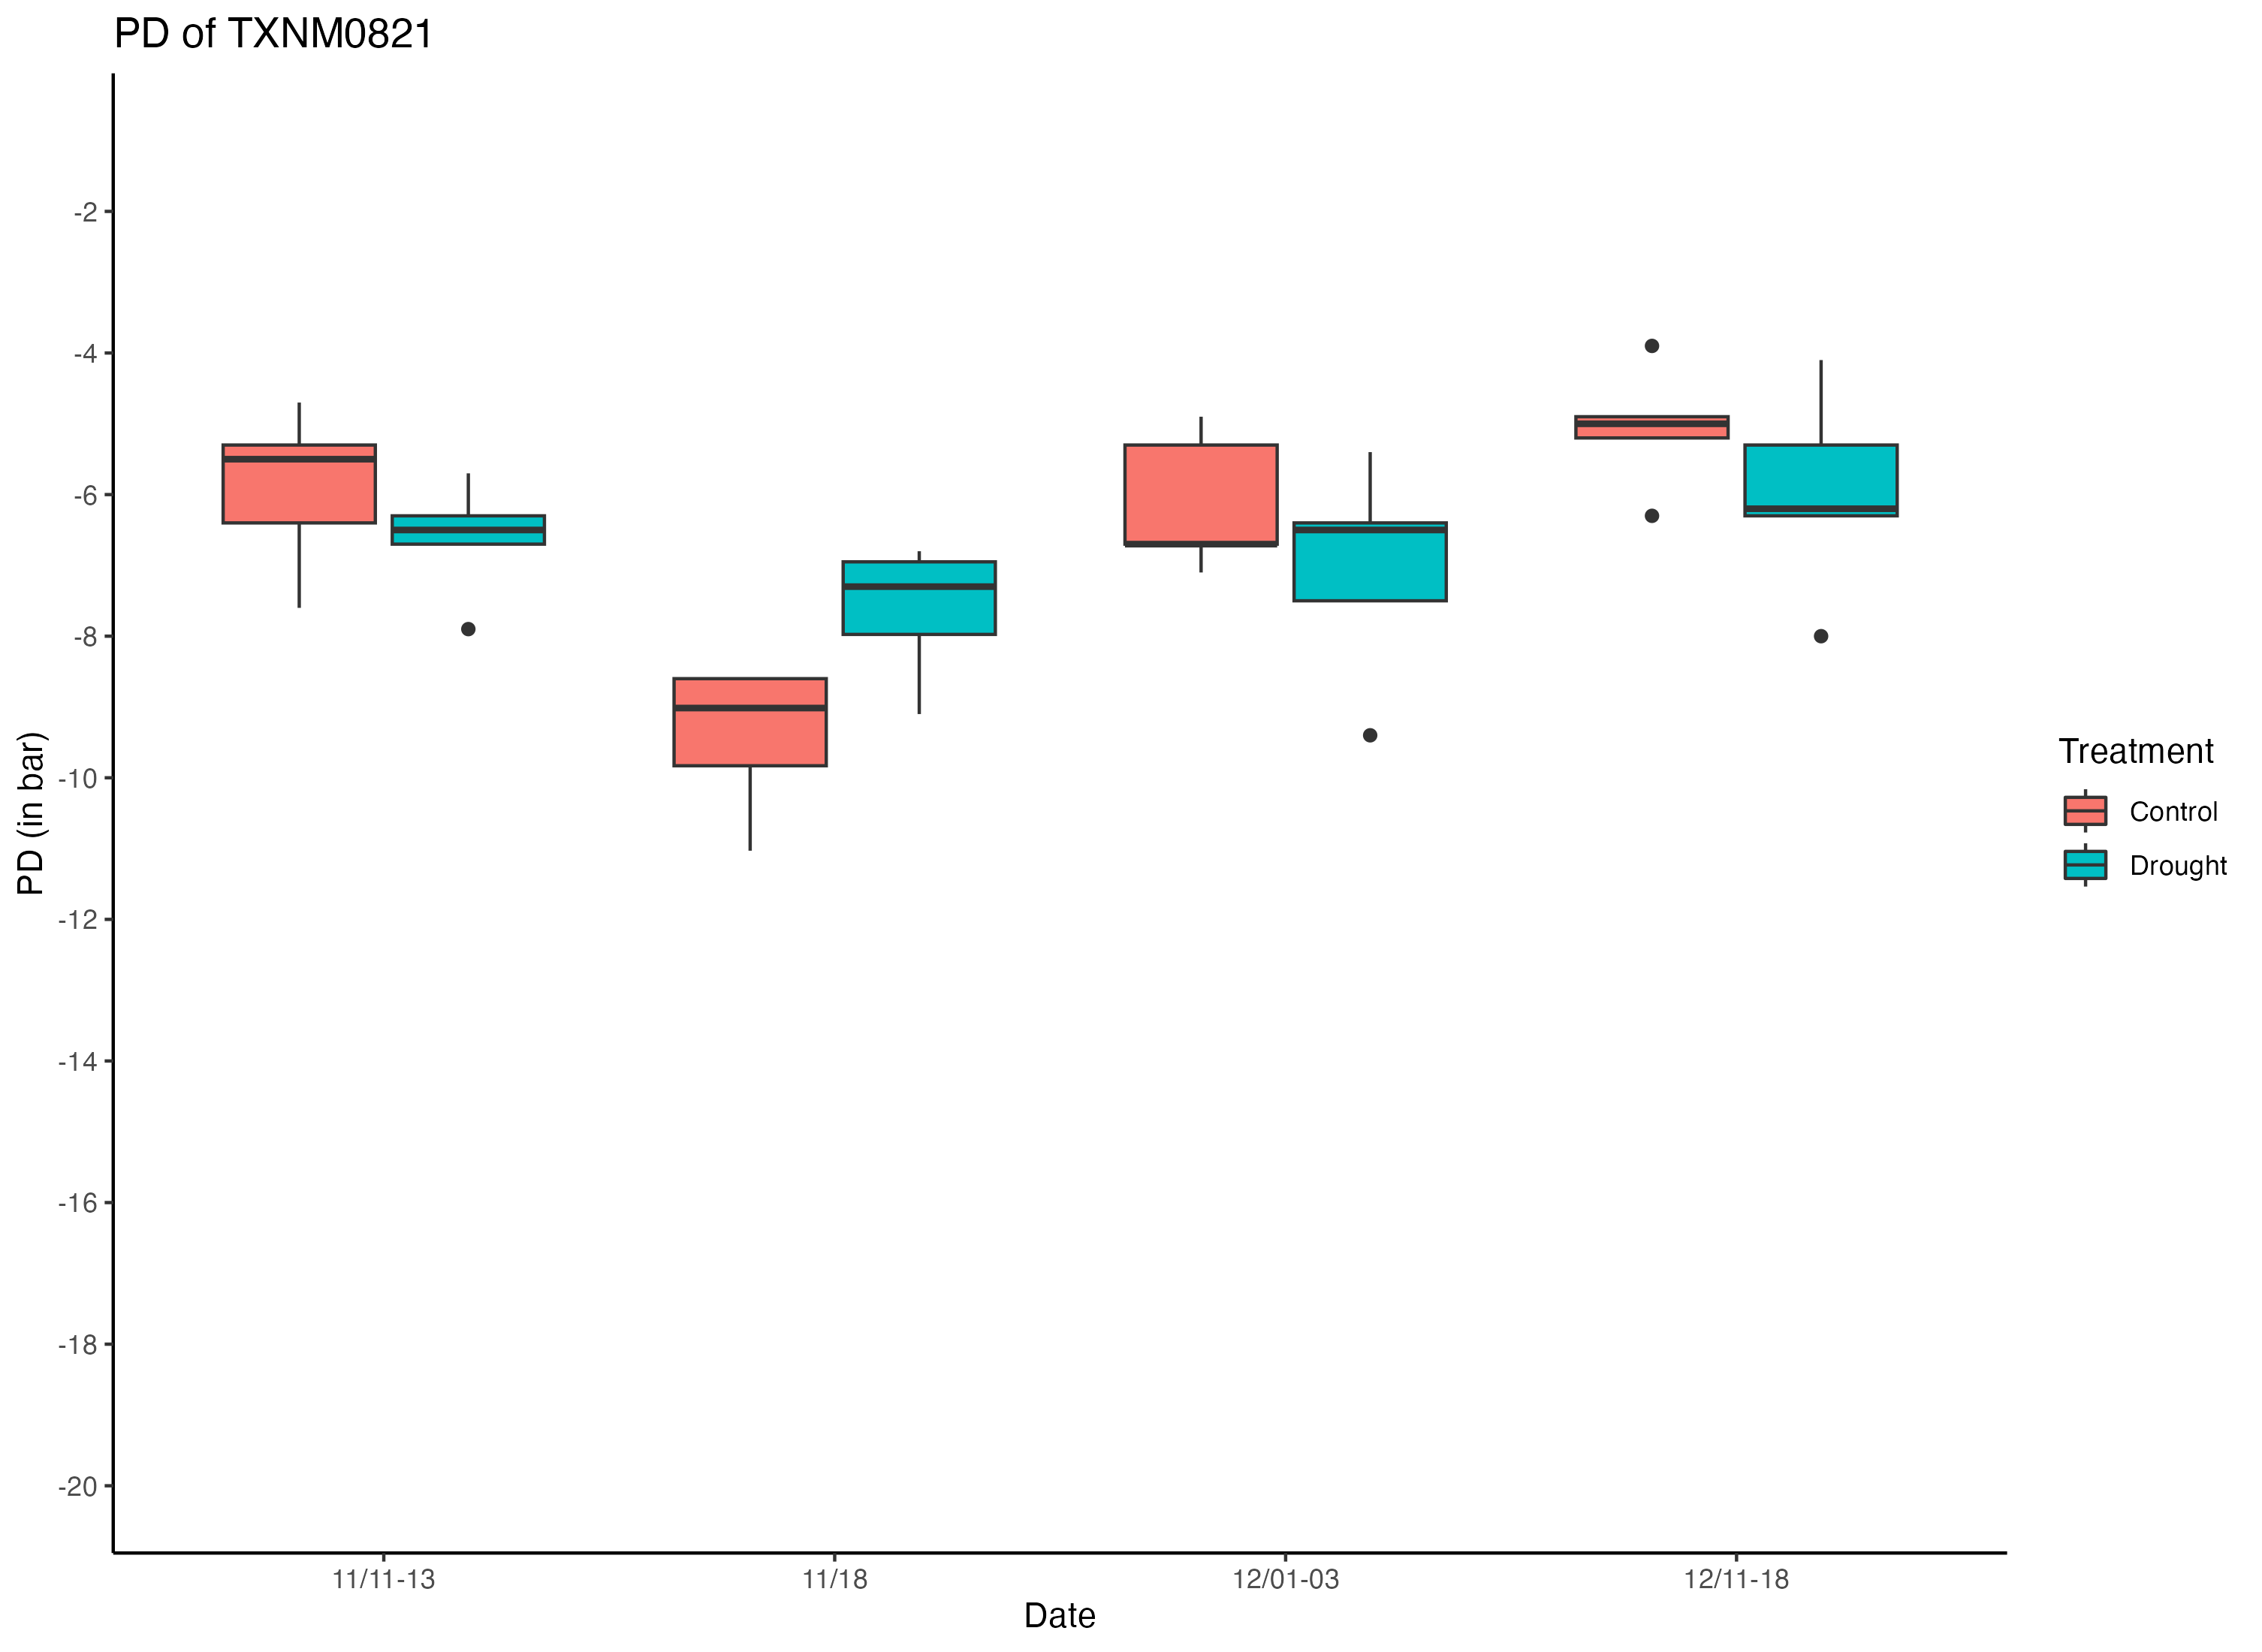 PD of TXNM0821
PD (in bar)
-2
-4
-6
-8
-10
-12
-14
-16
-18
-20
11/11-13
11/18
12/01-03
12/11-18
Date
Treatment
Control
Drought